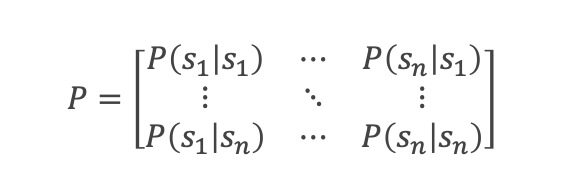 P(s₁|s₁) ⋯ P(sₙ|s₁)
P = ⋮ ⋱ ⋮
P(s₁|sₙ) ⋯ P(sₙ|sₙ)